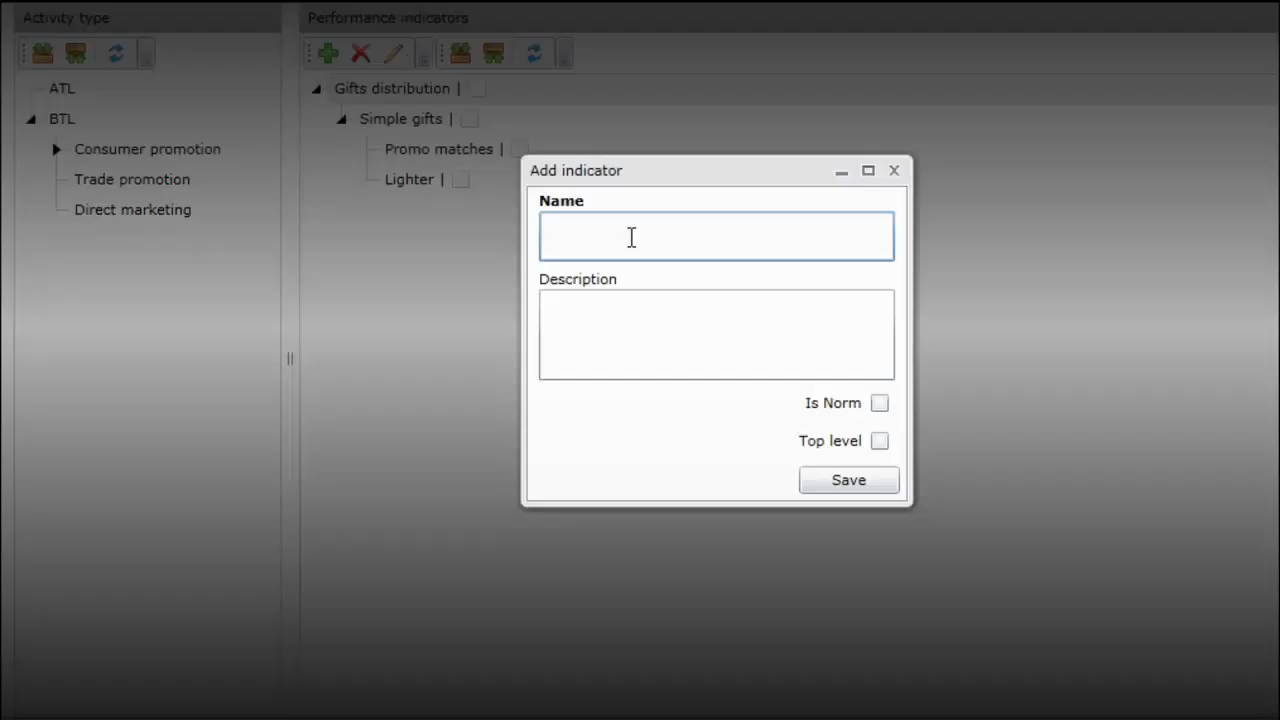 Activity type
Performance indicators
ATL
BTL
Consumer promotion
Trade promotion
Direct marketing
Gifts distribution |
Simple gifts |
Promo matches |
Lighter |
Add indicator
Name
Description
Is Norm
Top level
Save